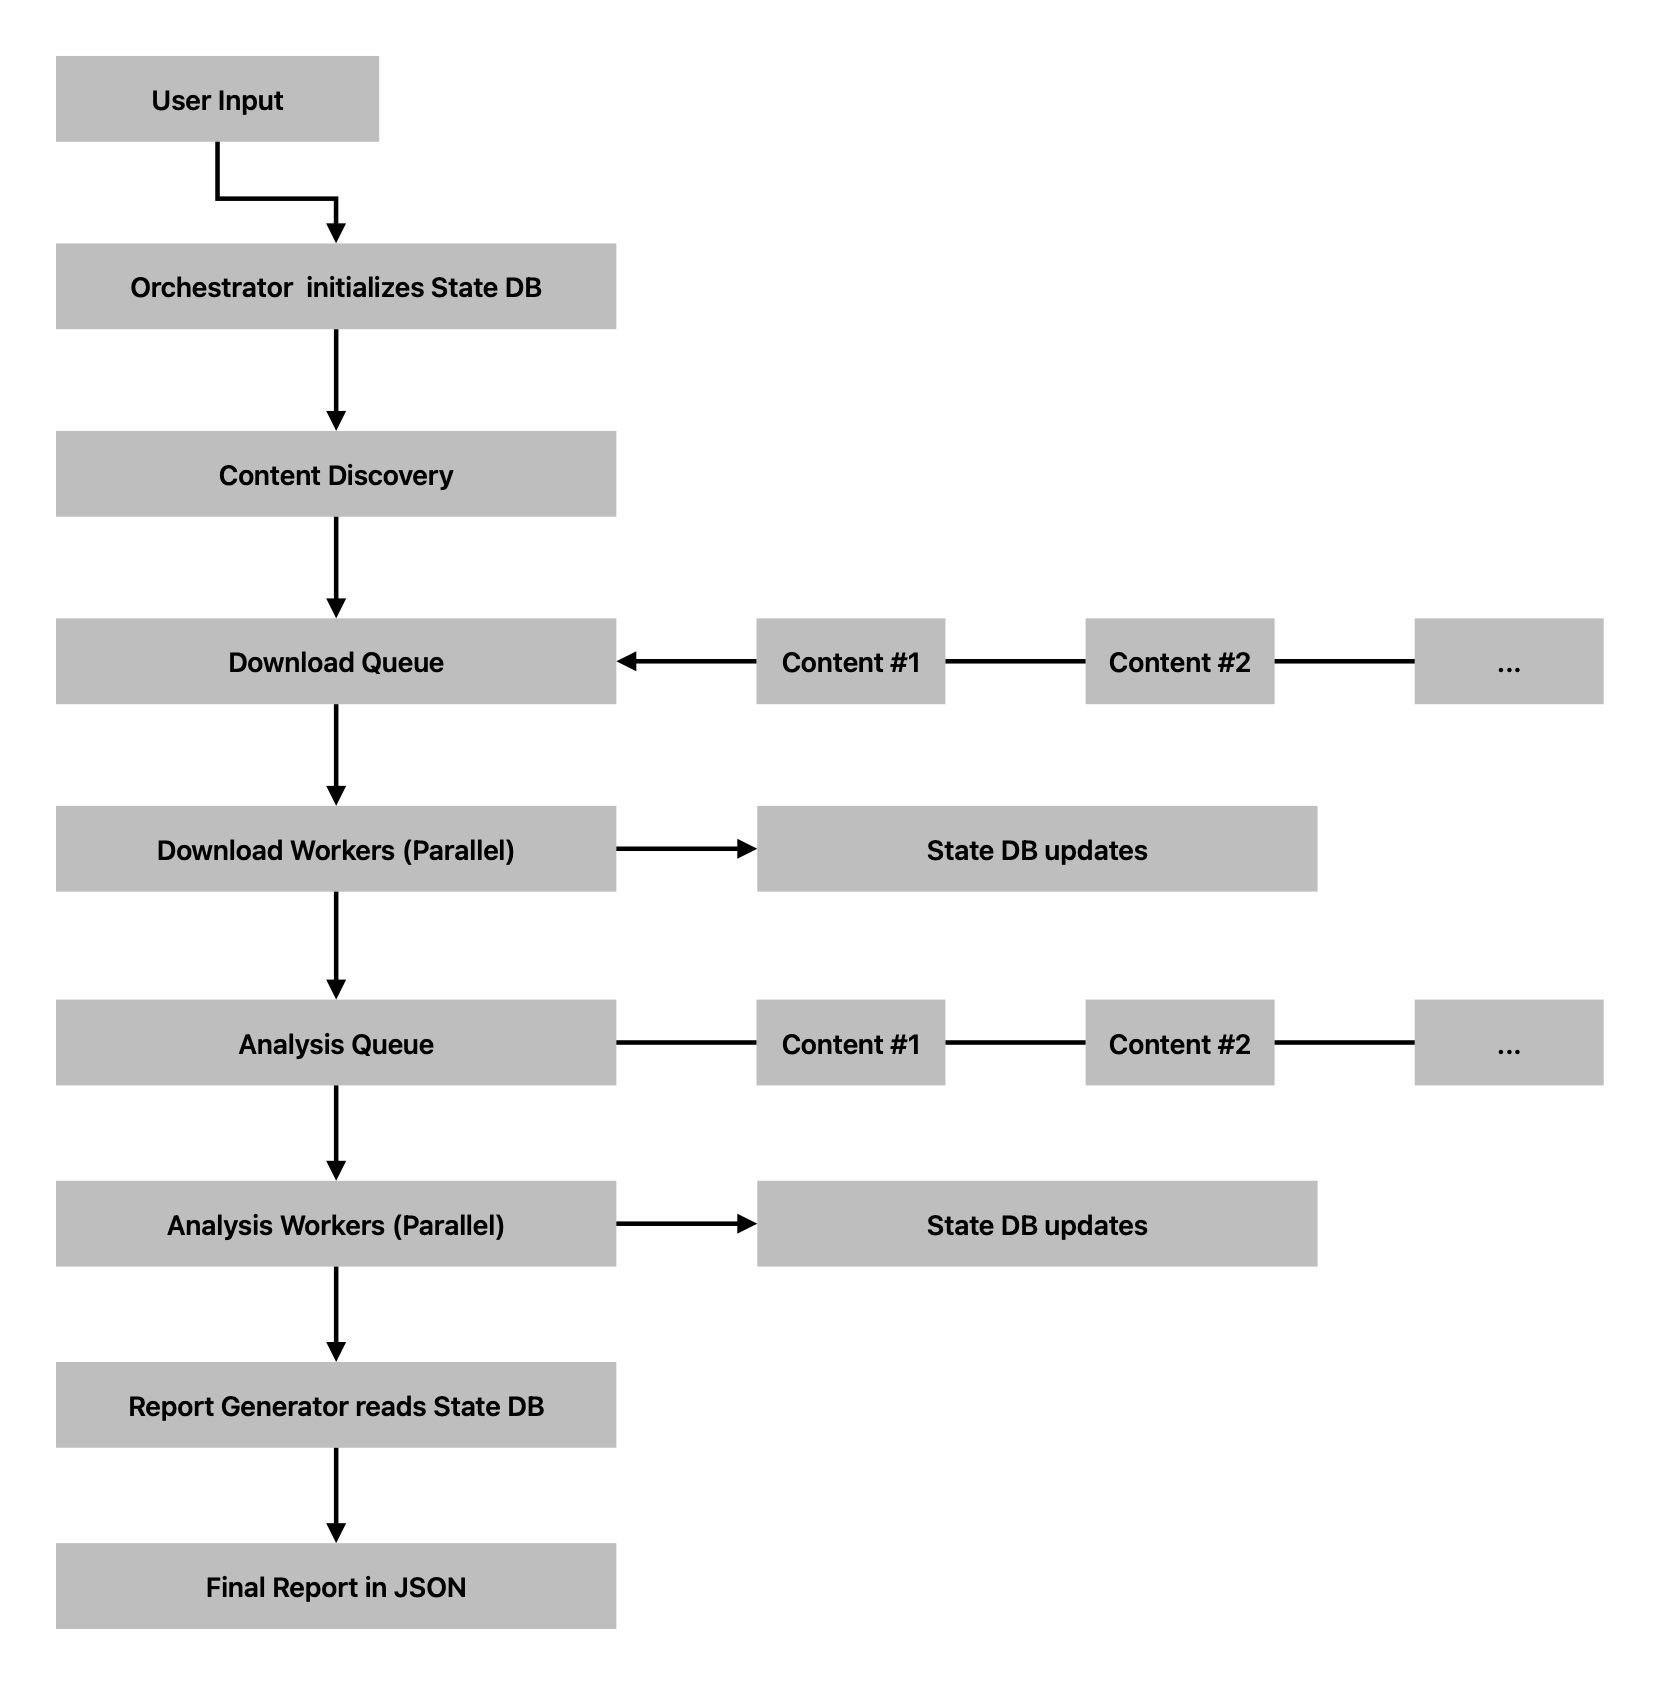 User Input
Orchestrator  initializes State DB
Content Discovery
Download Queue
Content #1
Content #2
...
Download Workers (Parallel)
State DB updates
Analysis Queue
Content #1
Content #2
...
Analysis Workers (Parallel)
State DB updates
Report Generator reads State DB
Final Report in JSON